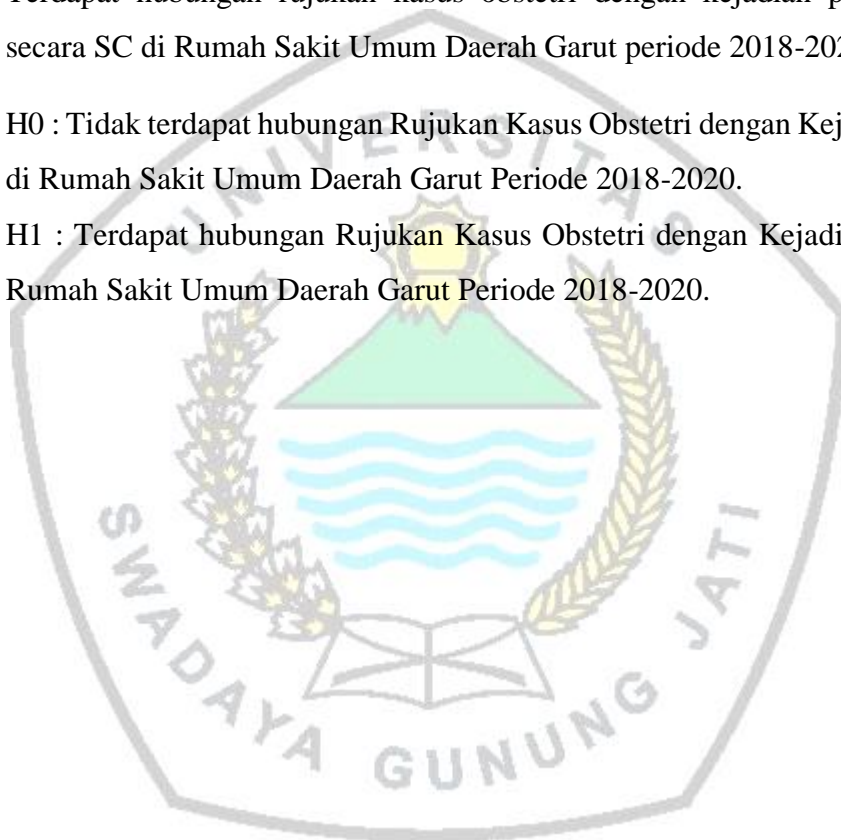 Terdapat hubungan rujukan kasus obstetri dengan kejadian
secara SC di Rumah Sakit Umum Daerah Garut periode
H0 : Tidak terdapat hubungan Rujukan Kasus Obstetri dengan
di Rumah Sakit Umum Daerah Garut Periode 2018-2020.
H1 : Terdapat hubungan Rujukan Kasus Obstetri dengan
Rumah Sakit Umum Daerah Garut Periode 2018-2020.
UNIVERSITAS
SWADAYA GUNUNG JATI